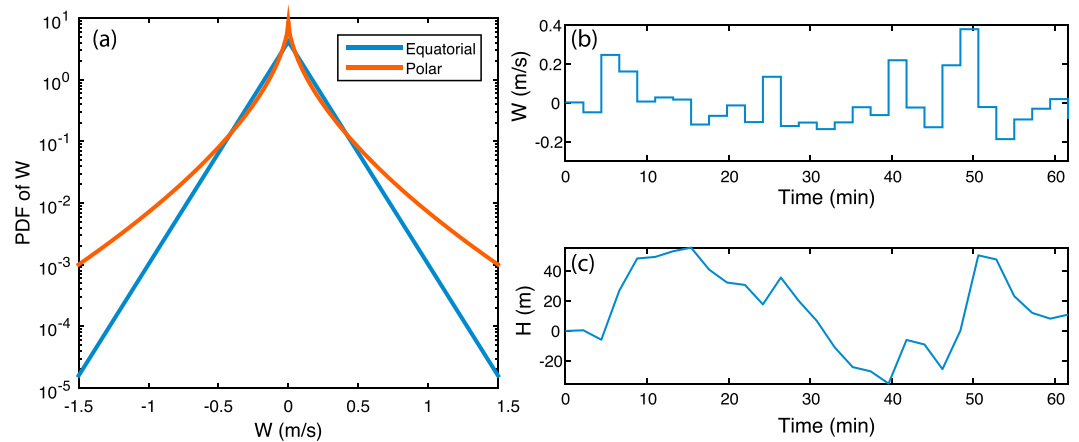 (a)
Equatorial
Polar
10^1
10^0
10^-1
10^-2
10^-3
10^-4
10^-5
PDF of W
-1.5 -1 -0.5 0 0.5 1 1.5
W (m/s)
(b)
0.4
0.2
0
-0.2
W (m/s)
0 10 20 30 40 50 60
Time (min)
(c)
40
20
0
-20
H (m)
0 10 20 30 40 50 60
Time (min)